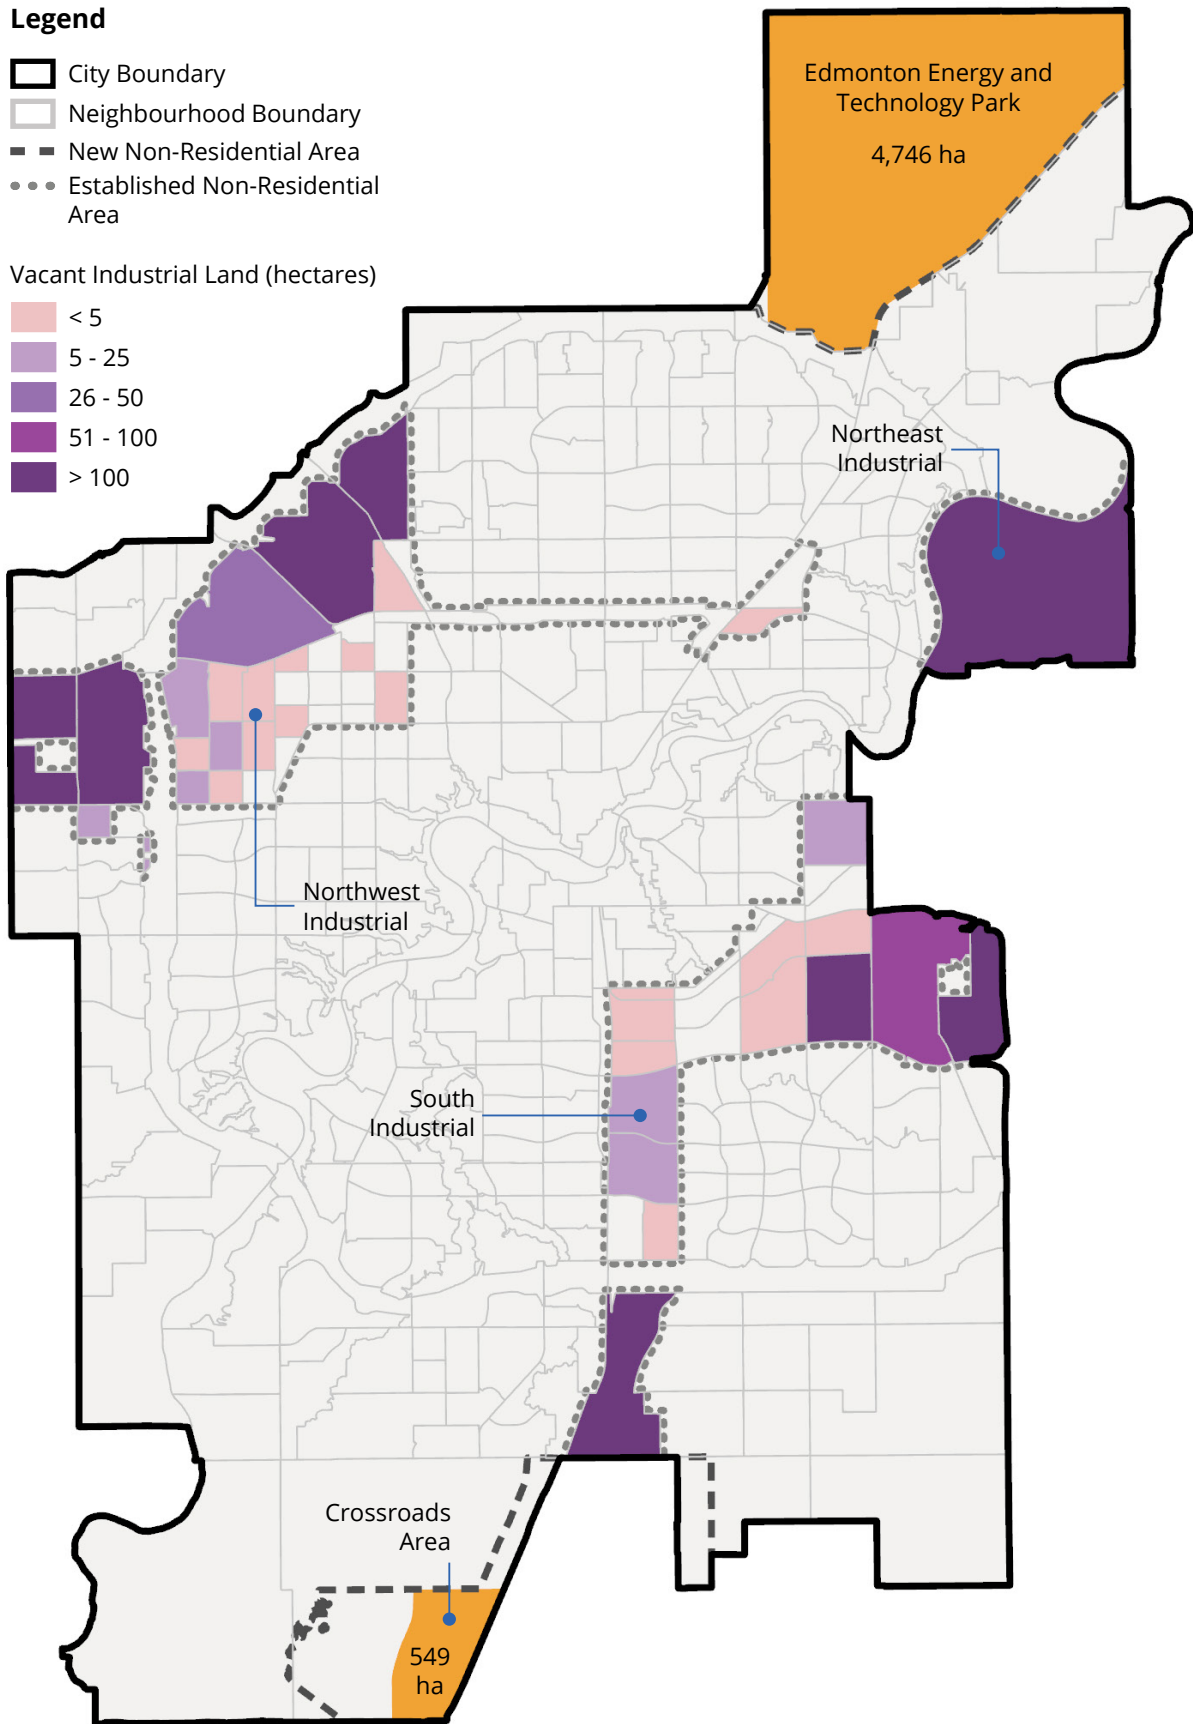 Legend
City Boundary
Neighbourhood Boundary
New Non-Residential Area
Established Non-Residential
Area
Vacant Industrial Land (hectares)
< 5
5 - 25
26 - 50
51 - 100
> 100
Edmonton Energy and
Technology Park
4,746 ha
Northeast
Industrial
Northwest
Industrial
South
Industrial
Crossroads
Area
549
ha